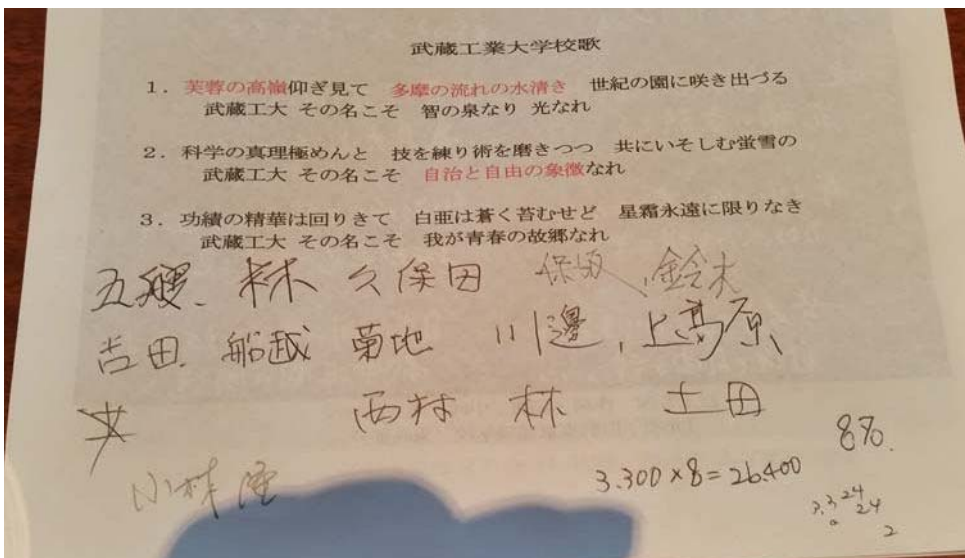 武蔵工業大学校歌
1. 芙蓉の高嶺仰ぎ見て 多摩の流れの水清き 世紀の園に咲き出づる
武蔵工大 その名こそ 智の泉なり 光なれ
2. 科学の真理極めんと 技を練り術を磨きつつ 共にいそしむ蛍雪の
武蔵工大 その名こそ 自治と自由の象徴なれ
3. 功績の精華は回りきて 白亜は蒼く苔むせど 星霜永遠に限りなき
武蔵工大 その名こそ 我が青春の故郷なれ
林 久保田 保坂、鈴木
吉田、船越 菊地 川邊、上高原、
西村 林 土田
8%.
小林
3.300×8=26.400
3.3 24
24
2